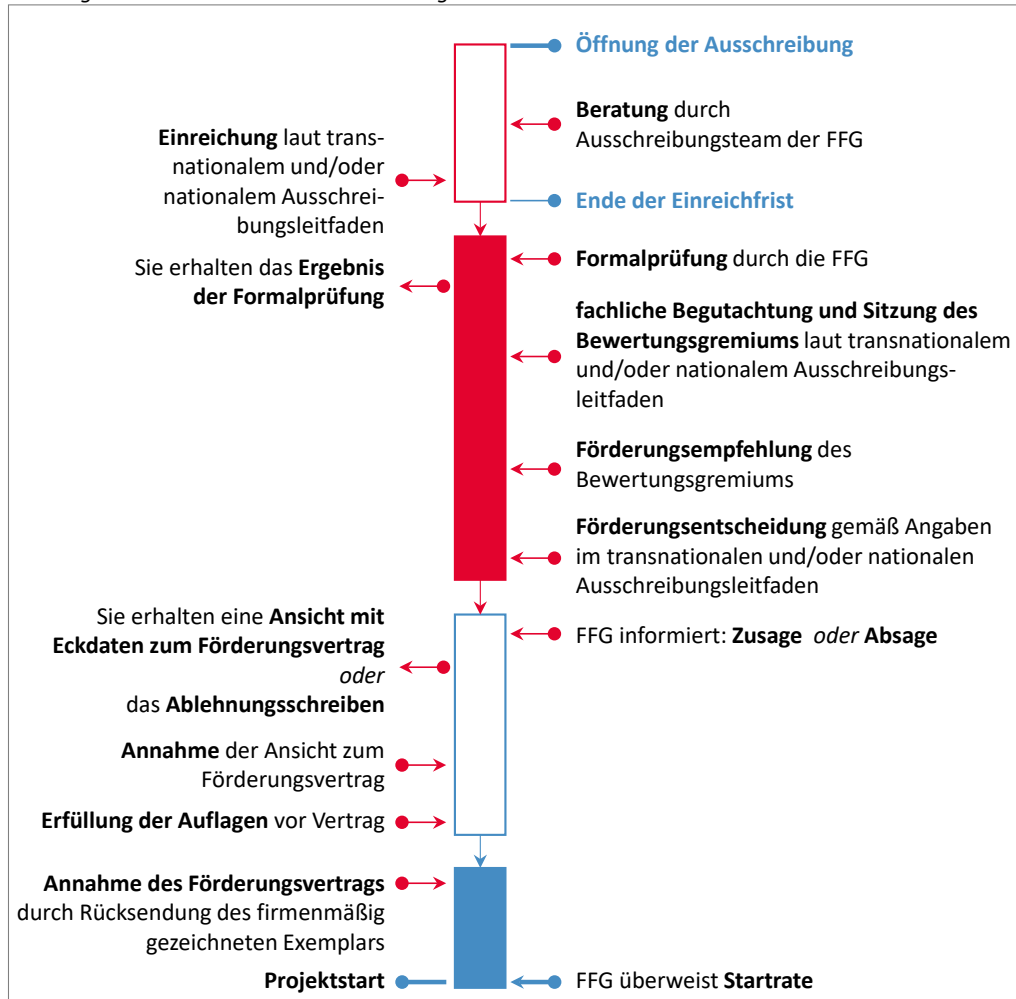 Öffnung der Ausschreibung
Beratung durch
Ausschreibungsteam der FFG
Einreichung laut trans-
nationalem und/oder
nationalem Ausschrei-
bungsleitfaden
Ende der Einreichfrist
Formalprüfung durch die FFG
Sie erhalten das Ergebnis
der Formalprüfung
fachliche Begutachtung und Sitzung des
Bewertungsgremiums laut transnationalem
und/oder nationalem Ausschreibungs-
leitfaden
Förderungsempfehlung des
Bewertungsgremiums
Förderungsentscheidung gemäß Angaben
im transnationalen und/oder nationalen
Ausschreibungsleitfaden
FFG informiert: Zusage oder Absage
Sie erhalten eine Ansicht mit
Eckdaten zum Förderungsvertrag
oder
das Ablehnungsschreiben
Annahme der Ansicht zum
Förderungsvertrag
Erfüllung der Auflagen vor Vertrag
Annahme des Förderungsvertrags
durch Rücksendung des firmenmäßig
gezeichneten Exemplars
Projektstart
FFG überweist Startrate